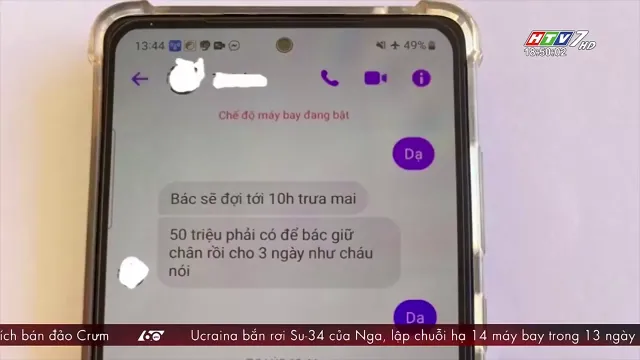 HTV7 HD
18:50:02
13:44
49%
Chế độ máy bay đang bật
Dạ
Bác sẽ đợi tới 10h trưa mai
50 triệu phải có để bác giữ
chân rồi cho 3 ngày như cháu
nói
Dạ
ích bán đảo Crưm
60
Ucraina bắn rơi Su-34 của Nga, lập chuỗi hạ 14 máy bay trong 13 ngày